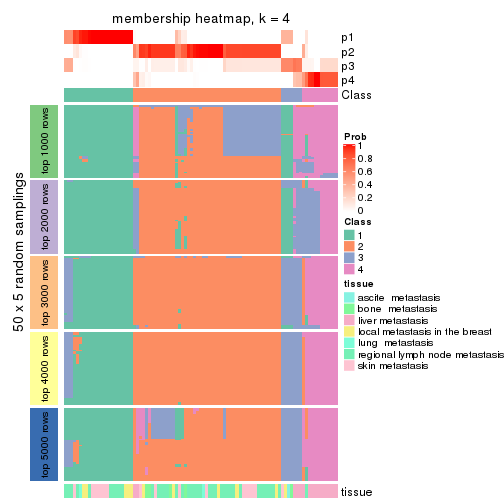 membership heatmap, k = 4
p1
p2
p3
p4
Class
50 x 5 random samplings
top 1000 rows
top 2000 rows
top 3000 rows
top 4000 rows
top 5000 rows
tissue
Prob
1
0.8
0.6
0.4
0.2
0
Class
1
2
3
4
tissue
ascite metastasis
bone metastasis
liver metastasis
local metastasis in the breast
lung metastasis
regional lymph node metastasis
skin metastasis